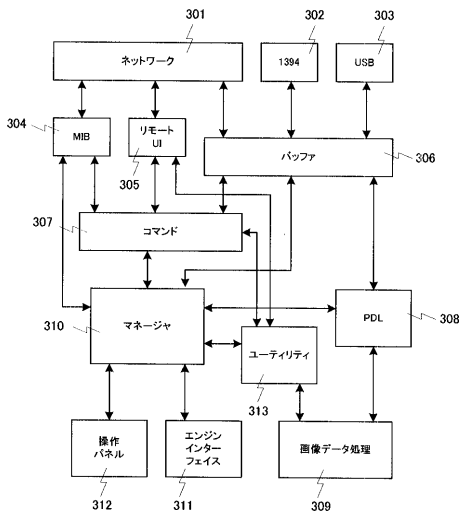 301
302
303
ネットワーク
1394
USB
304
MIB
リモート
UI
305
バッファ
306
307
コマンド
310
マネージャ
PDL
308
ユーティリティ
313
操作
パネル
312
エンジン
インター
フェイス
311
画像データ処理
309